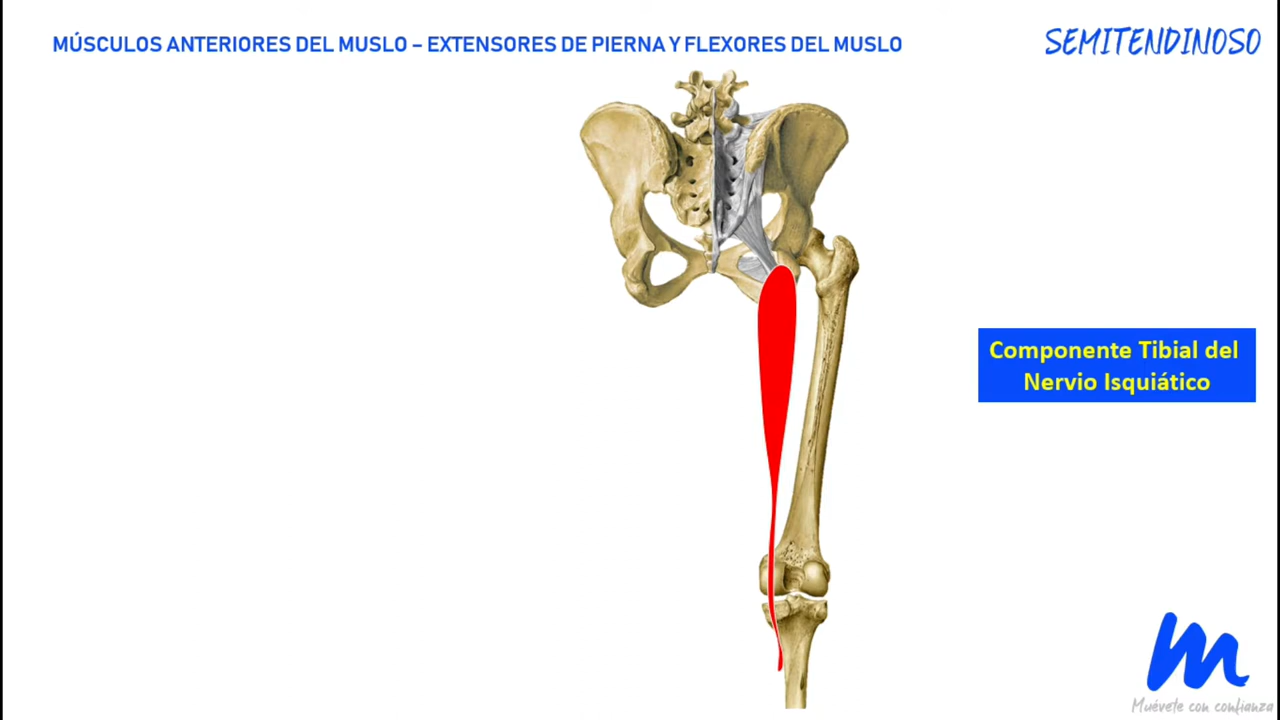 MÚSCULOS ANTERIORES DEL MUSLO – EXTENSORES DE PIERNA Y FLEXORES DEL MUSLO
SEMITENDINOSO
Componente Tibial del
Nervio Isquiático
Muévete con confianza